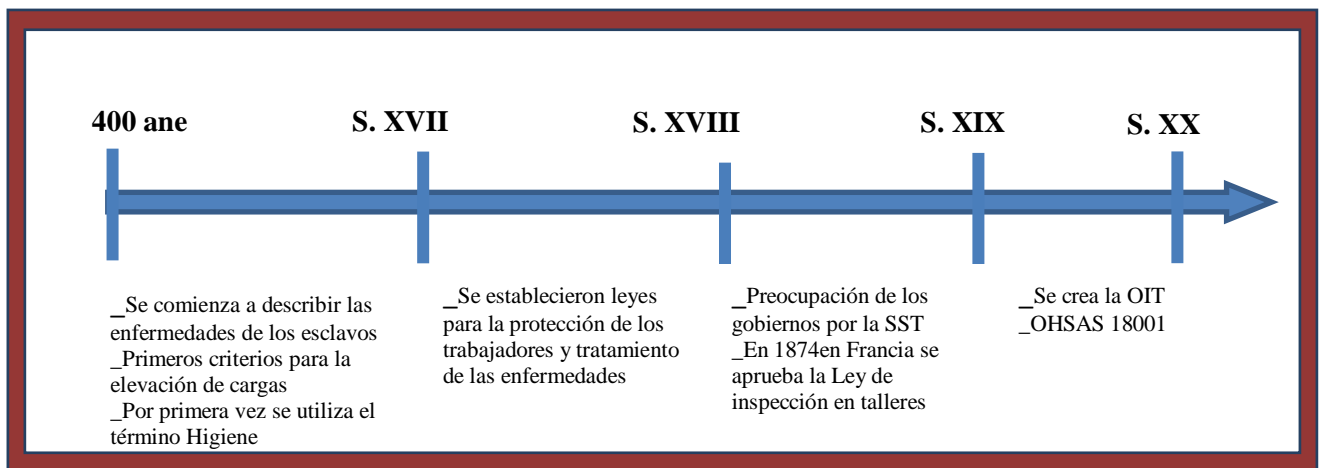 400 ane
S. XVII
S. XVIII
S. XIX
S. XX
_Se comienza a describir las
enfermedades de los esclavos
_Primeros criterios para la
elevación de cargas
_Por primera vez se utiliza el
término Higiene
_Se establecieron leyes
para la protección de los
trabajadores y tratamiento
de las enfermedades
_Preocupación de los
gobiernos por la SST
_En 1874en Francia se
aprueba la Ley de
inspección en talleres
_Se crea la OIT
_OHSAS 18001